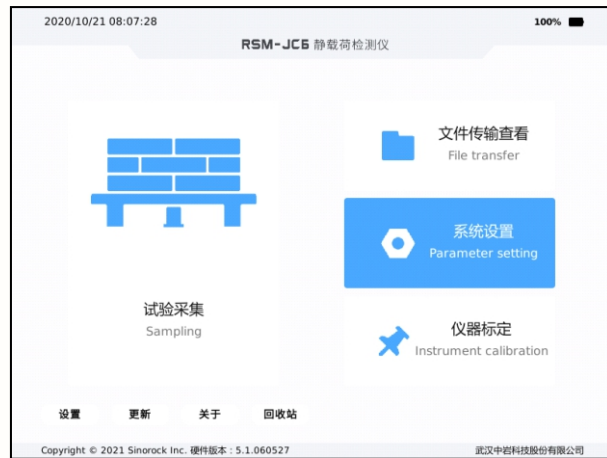 2020/10/21 08:07:28
100%
RSM-JC6 静载荷检测仪
文件传输查看
File transfer
系统设置
Parameter setting
试验采集
Sampling
仪器标定
Instrument calibration
设置 更新 关于 回收站
Copyright © 2021 Sinorock Inc. 硬件版本：5.1.060527
武汉中岩科技股份有限公司